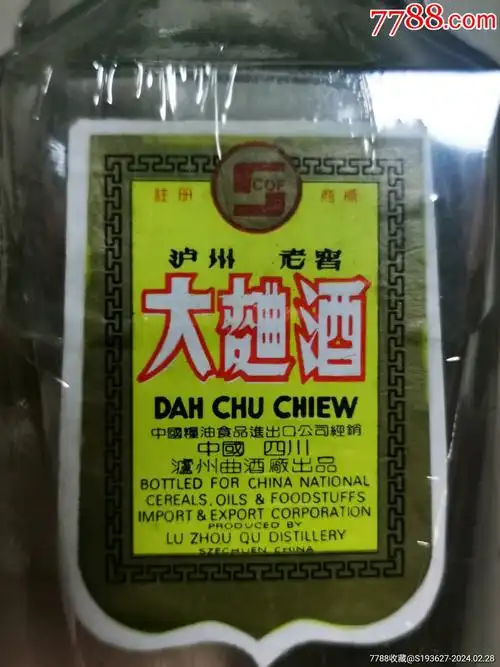 7788.com
註册 商標
SCOF
泸州 老窖
大麯酒
DAH CHU CHIEW
中國糧油食品進出口公司經銷
中國 四川
瀘州曲酒廠出品
BOTTLED FOR CHINA NATIONAL
CEREALS, OILS & FOODSTUFFS
IMPORT & EXPORT CORPORATION
PRODUCED BY
LU ZHOU QU DISTILLERY
SZECHUEN CHINA
7788收藏@S193627-2024.02.28